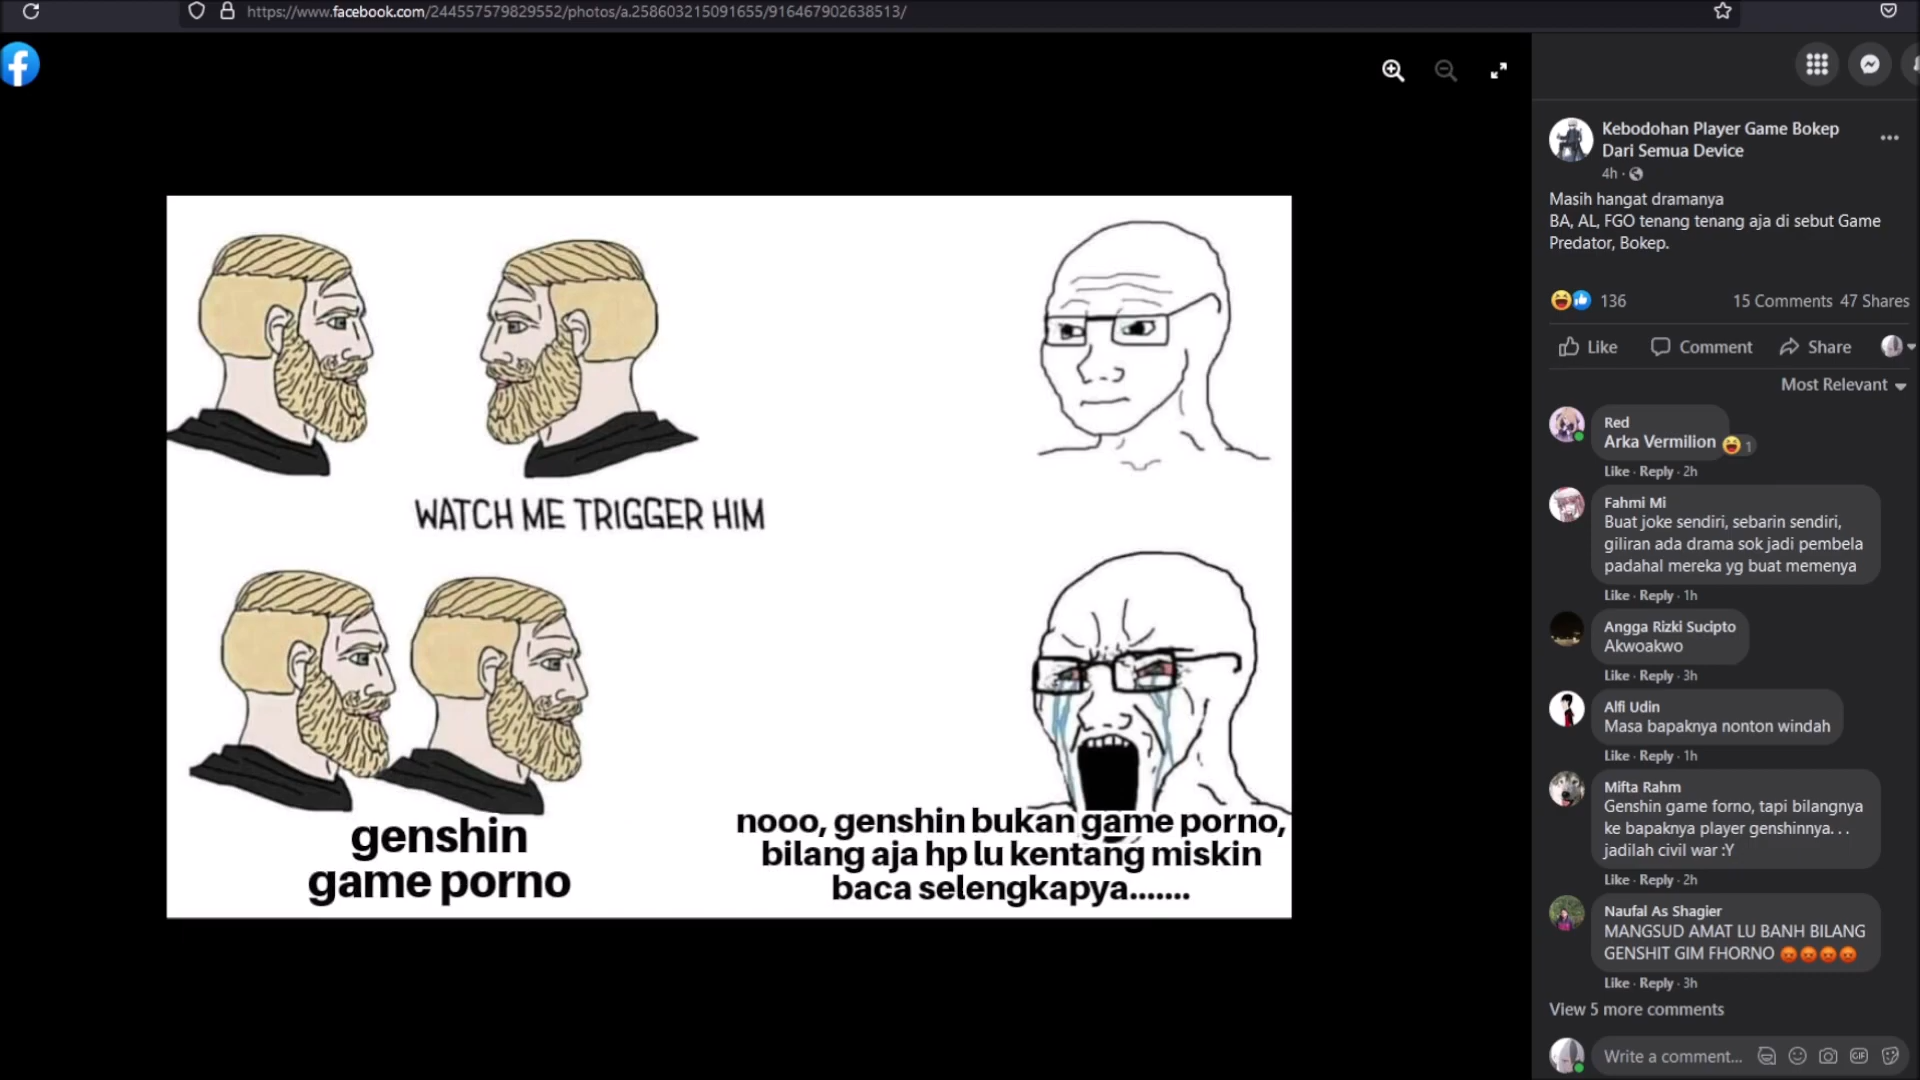 https://www.facebook.com/244557579829552/photos/a.258603215091655/916467902638513/
WATCH ME TRIGGER HIM
genshin
game porno
nooo, genshin bukan game porno,
bilang aja hp lu kentang miskin
baca selengkapya.......
Kebodohan Player Game Bokep
Dari Semua Device
4h ·
Masih hangat dramanya
BA, AL, FGO tenang tenang aja di sebut Game
Predator, Bokep.
136
15 Comments 47 Shares
Like Comment Share
Most Relevant
Red
Arka Vermilion
1
Like · Reply · 2h
Fahmi Mi
Buat joke sendiri, sebarin sendiri,
giliran ada drama sok jadi pembela
padahal mereka yg buat memenya
Like · Reply · 1h
Angga Rizki Sucipto
Akwoakwo
Like · Reply · 3h
Alfi Udin
Masa bapaknya nonton windah
Like · Reply · 1h
Mifta Rahm
Genshin game forno, tapi bilangnya
ke bapaknya player genshinnya. . .
jadilah civil war :Y
Like · Reply · 2h
Naufal As Shagier
MANGSUD AMAT LU BANH BILANG
GENSHIT GIM FHORNO 😡😡😡😡
Like · Reply · 3h
View 5 more comments
Write a comment...
GIF